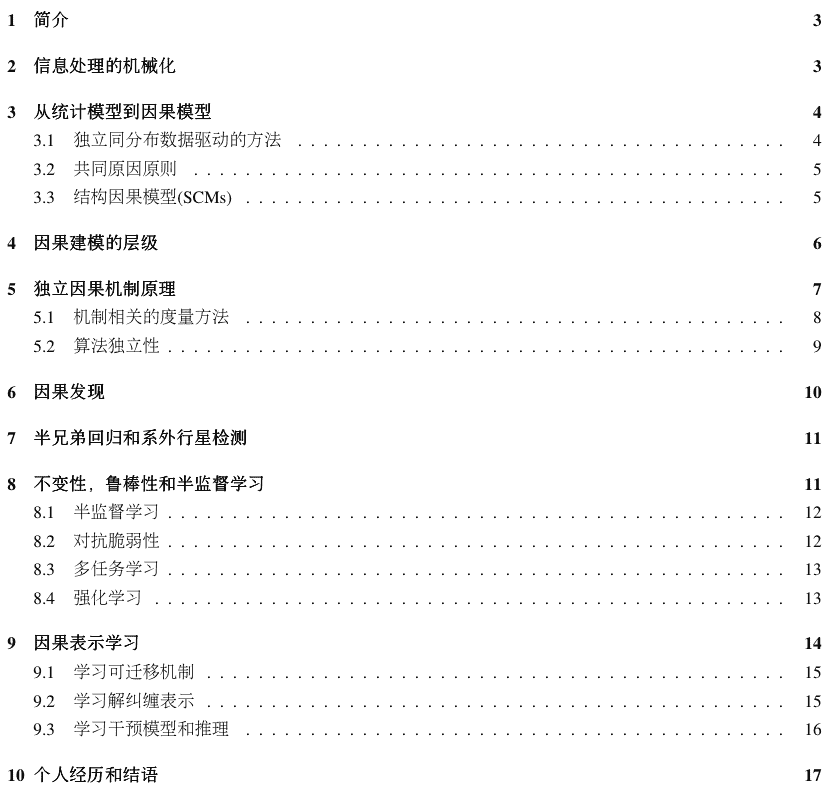 1 简介 3
2 信息处理的机械化 3
3 从统计模型到因果模型 4
3.1 独立同分布数据驱动的方法 . . . . . . . . . . . . . . . . . . . . . . . . . . . . . . . . . . . . . . 4
3.2 共同原因原则 . . . . . . . . . . . . . . . . . . . . . . . . . . . . . . . . . . . . . . . . . . . . . . 5
3.3 结构因果模型(SCMs) . . . . . . . . . . . . . . . . . . . . . . . . . . . . . . . . . . . . . . . . . . 5
4 因果建模的层级 6
5 独立因果机制原理 7
5.1 机制相关的度量方法 . . . . . . . . . . . . . . . . . . . . . . . . . . . . . . . . . . . . . . . . . . 8
5.2 算法独立性 . . . . . . . . . . . . . . . . . . . . . . . . . . . . . . . . . . . . . . . . . . . . . . . . 9
6 因果发现 10
7 半兄弟回归和系外行星检测 11
8 不变性，鲁棒性和半监督学习 11
8.1 半监督学习 . . . . . . . . . . . . . . . . . . . . . . . . . . . . . . . . . . . . . . . . . . . . . . . . 12
8.2 对抗脆弱性 . . . . . . . . . . . . . . . . . . . . . . . . . . . . . . . . . . . . . . . . . . . . . . . . 12
8.3 多任务学习 . . . . . . . . . . . . . . . . . . . . . . . . . . . . . . . . . . . . . . . . . . . . . . . . 13
8.4 强化学习 . . . . . . . . . . . . . . . . . . . . . . . . . . . . . . . . . . . . . . . . . . . . . . . . . 13
9 因果表示学习 14
9.1 学习可迁移机制 . . . . . . . . . . . . . . . . . . . . . . . . . . . . . . . . . . . . . . . . . . . . . 15
9.2 学习解纠缠表示 . . . . . . . . . . . . . . . . . . . . . . . . . . . . . . . . . . . . . . . . . . . . . 15
9.3 学习干预模型和推理 . . . . . . . . . . . . . . . . . . . . . . . . . . . . . . . . . . . . . . . . . . 16
10 个人经历和结语 17